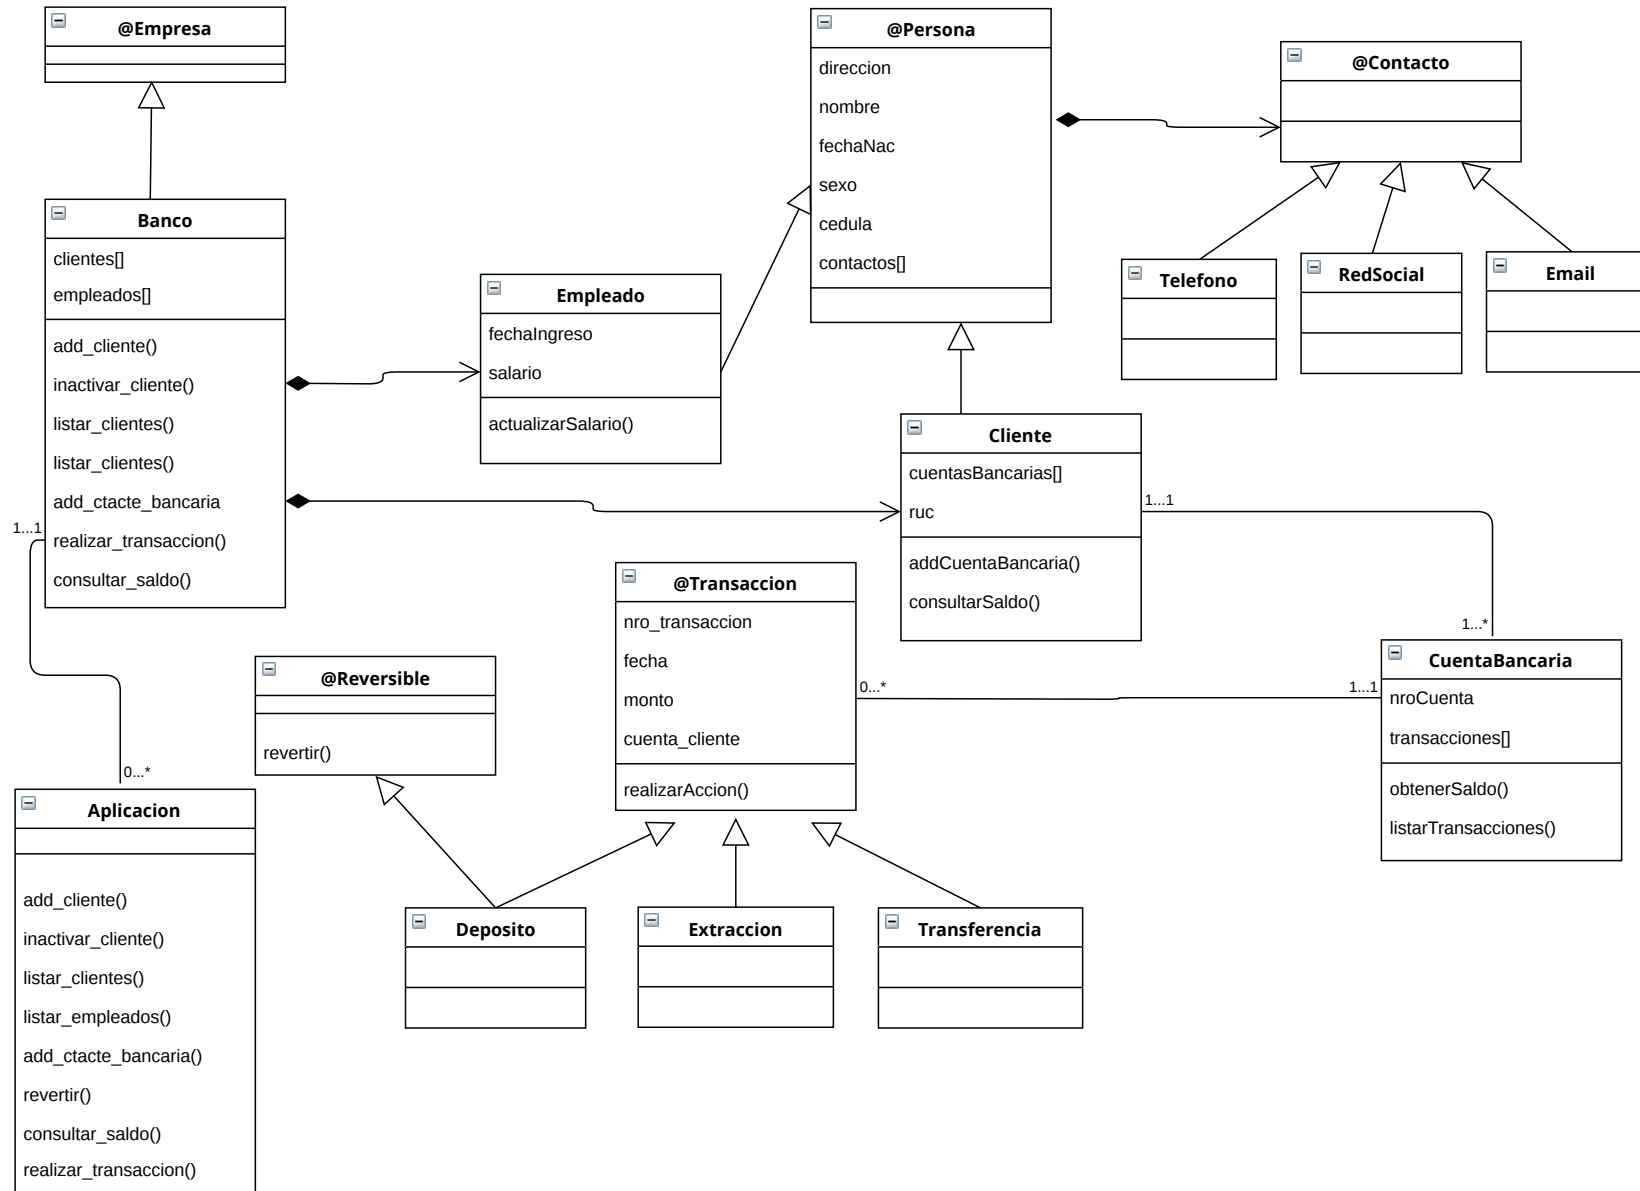 @Empresa
Banco
clientes[]
empleados[]
add_cliente()
inactivar_cliente()
listar_clientes()
listar_clientes()
add_ctacte_bancaria
realizar_transaccion()
consultar_saldo()
1...1
0...*
Aplicacion
add_cliente()
inactivar_cliente()
listar_clientes()
listar_empleados()
add_ctacte_bancaria()
revertir()
consultar_saldo()
realizar_transaccion()
Empleado
fechaIngreso
salario
actualizarSalario()
@Persona
direccion
nombre
fechaNac
sexo
cedula
contactos[]
@Contacto
Telefono
RedSocial
Email
Cliente
cuentasBancarias[]
ruc
addCuentaBancaria()
consultarSaldo()
1...1
1...*
CuentaBancaria
nroCuenta
transacciones[]
obtenerSaldo()
listarTransacciones()
@Transaccion
nro_transaccion
fecha
monto
cuenta_cliente
realizarAccion()
0...*
1...1
@Reversible
revertir()
Deposito
Extraccion
Transferencia